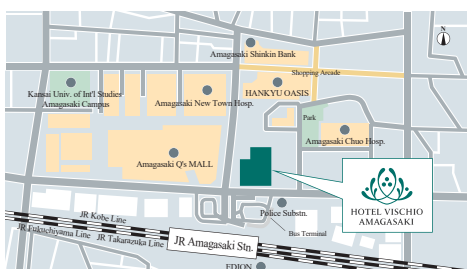 N
Amagasaki Shinkin Bank
Shopping Arcade
Kansai Univ. of Int'l Studies
Amagasaki Campus
HANKYU OASIS
Amagasaki New Town Hosp.
Park
Amagasaki Chuo Hosp.
Amagasaki Q's MALL
HOTEL VISCHIO
AMAGASAKI
Police Substn.
JR Kobe Line
JR Fukuchiyama Line
JR Takarazuka Line
JR Amagasaki Stn.
Bus Terminal
EDION